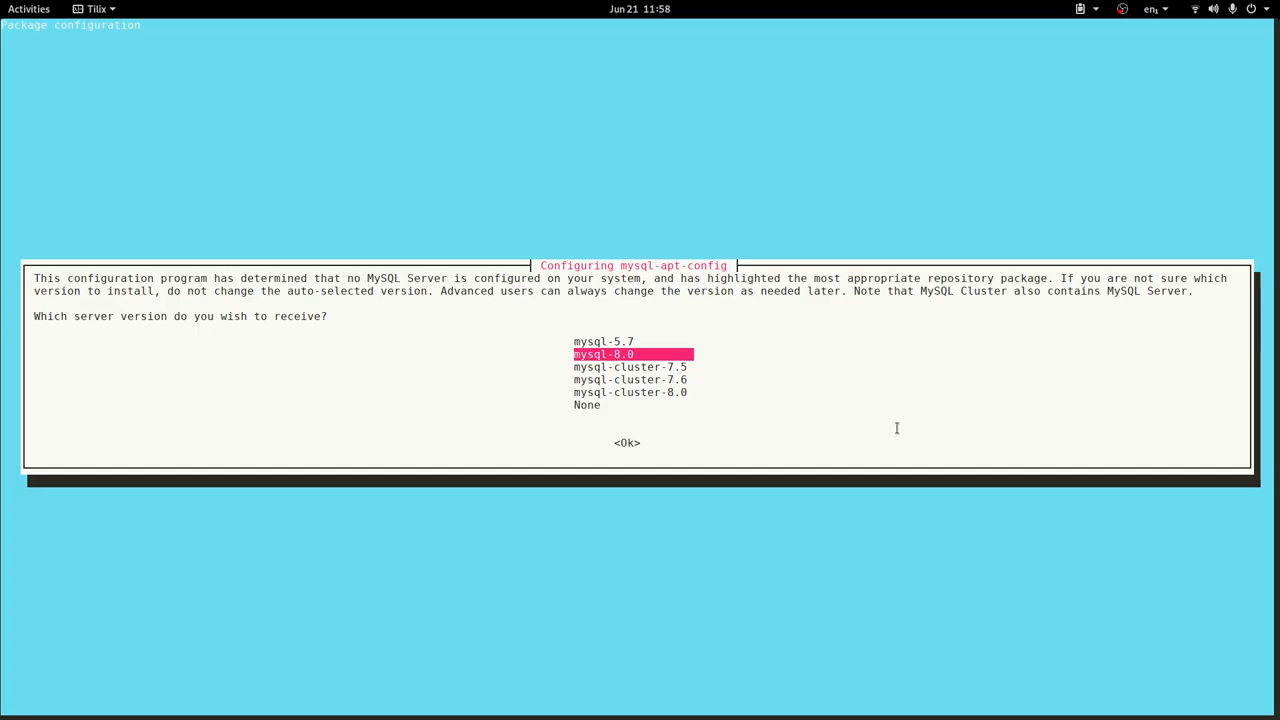 Activities Tilix Jun 21 11:58 en₁
Package configuration
Configuring mysql-apt-config
This configuration program has determined that no MySQL Server is configured on your system, and has highlighted the most appropriate repository package. If you are not sure which
version to install, do not change the auto-selected version. Advanced users can always change the version as needed later. Note that MySQL Cluster also contains MySQL Server.
Which server version do you wish to receive?
mysql-5.7
mysql-8.0
mysql-cluster-7.5
mysql-cluster-7.6
mysql-cluster-8.0
None
<Ok>